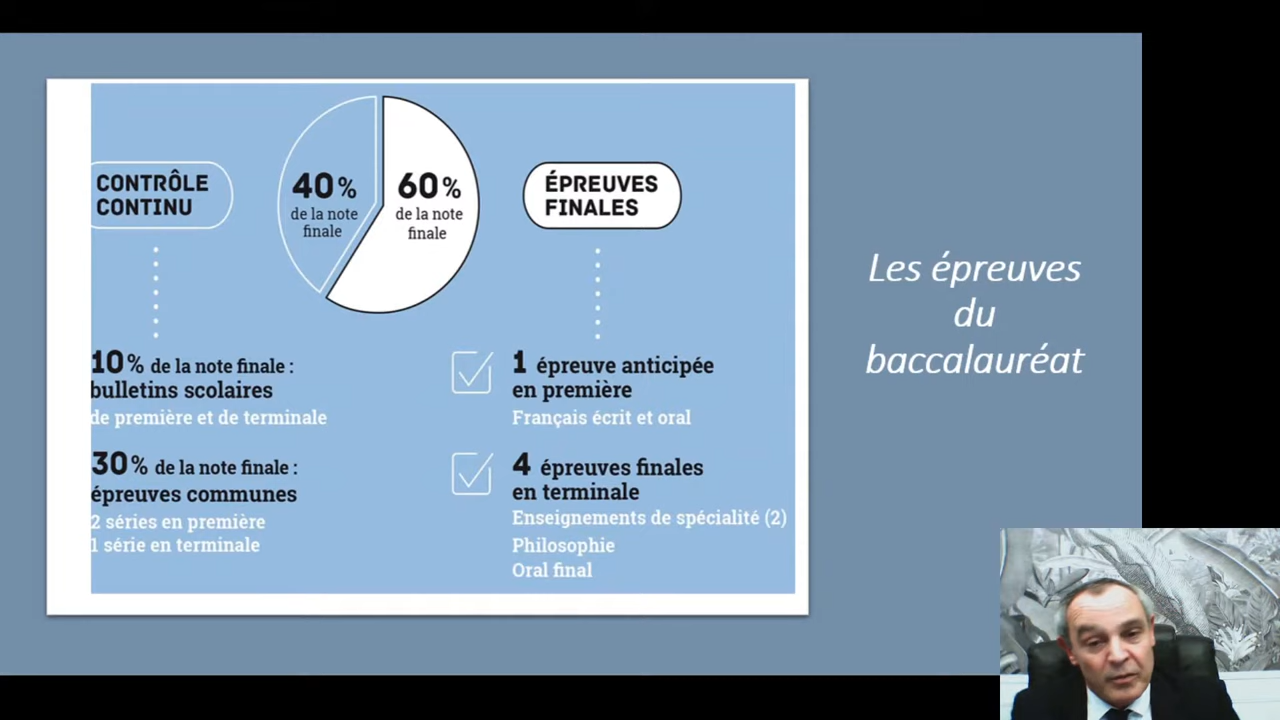 CONTRÔLE
CONTINU
40%
de la note
finale
60%
de la note
finale
ÉPREUVES
FINALES
10% de la note finale :
bulletins scolaires
de première et de terminale
30% de la note finale :
épreuves communes
2 séries en première
1 série en terminale
1 épreuve anticipée
en première
Français écrit et oral
4 épreuves finales
en terminale
Enseignements de spécialité (2)
Philosophie
Oral final
Les épreuves
du
baccalauréat